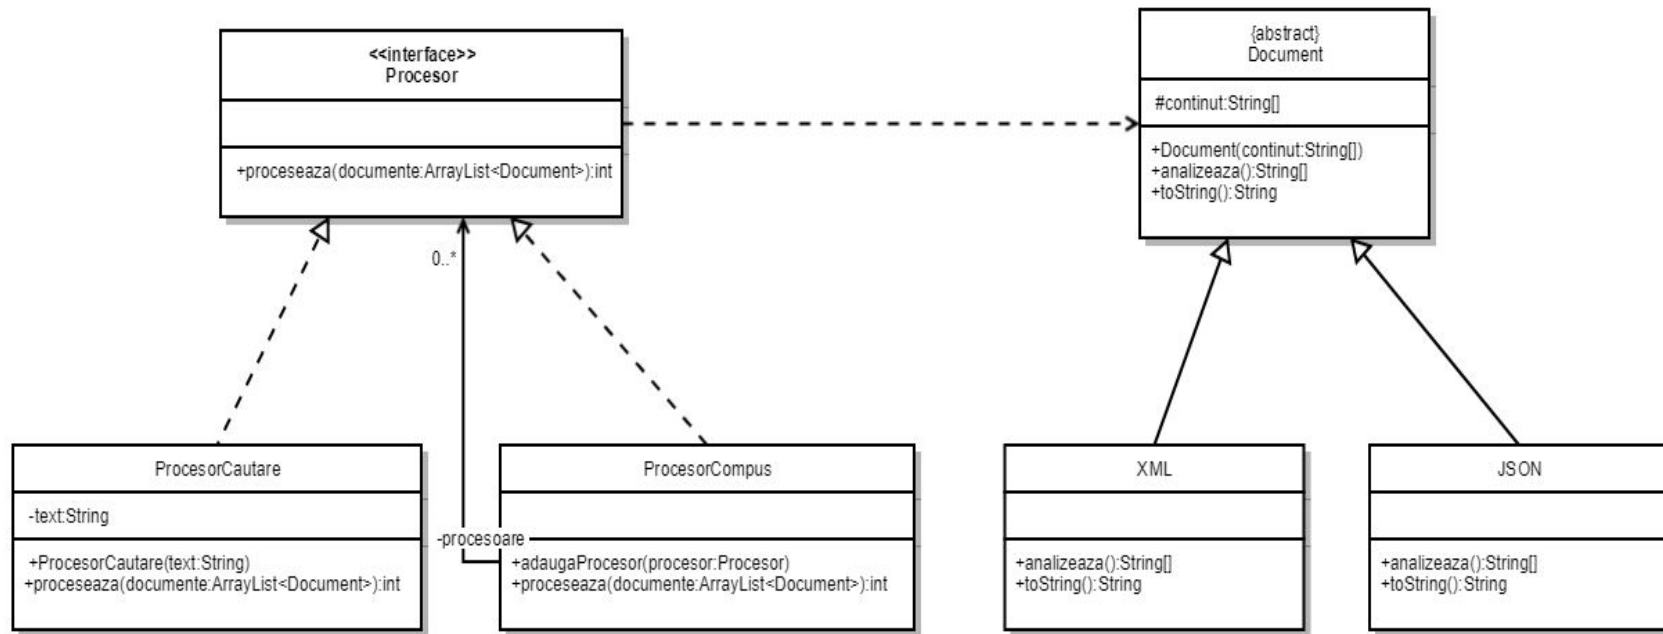 <<interface>>
Procesor
+proceseaza(documente:ArrayList<Document>):int
{abstract}
Document
#continut:String[]
+Document(continut:String[])
+analizeaza():String[]
+toString():String
0..*
ProcesorCautare
-text:String
+ProcesorCautare(text:String)
+proceseaza(documente:ArrayList<Document>):int
-procesoare
ProcesorCompus
+adaugaProcesor(procesor:Procesor)
+proceseaza(documente:ArrayList<Document>):int
XML
+analizeaza():String[]
+toString():String
JSON
+analizeaza():String[]
+toString():String